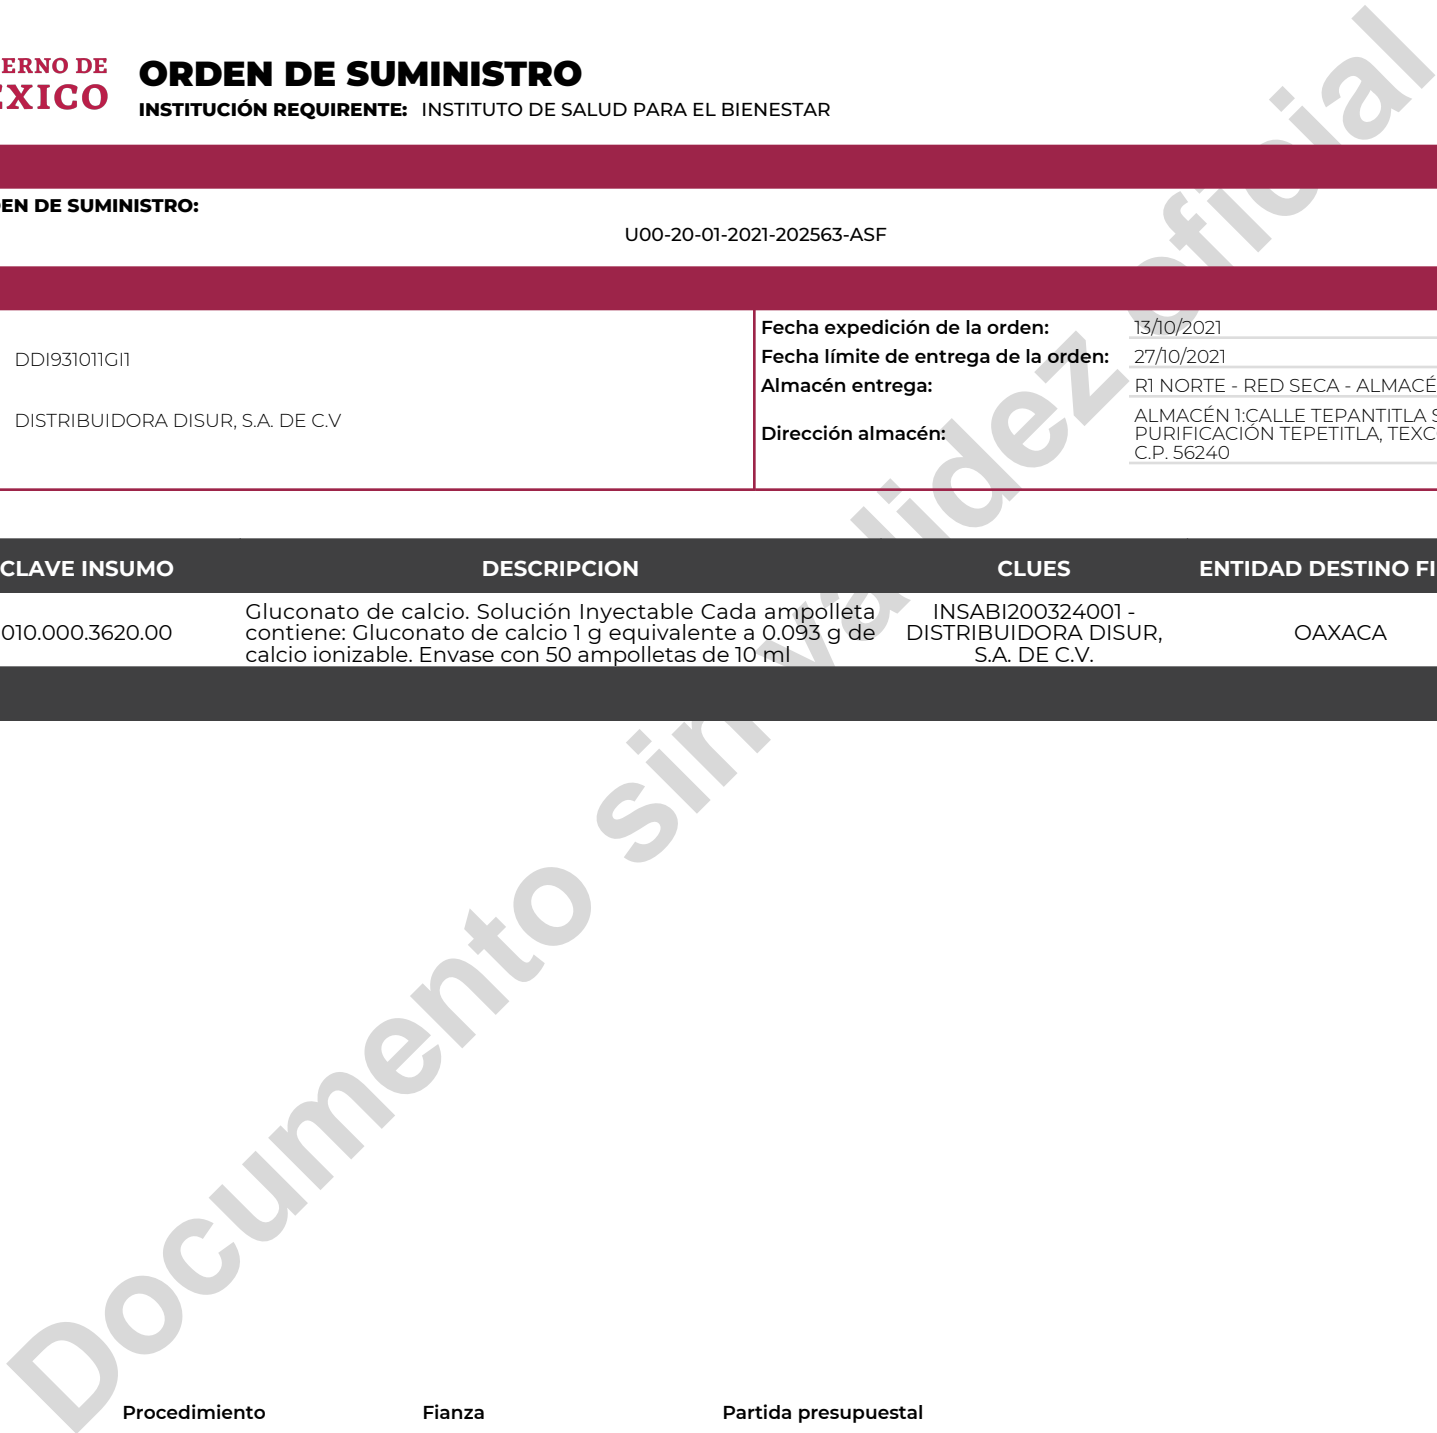 ERNO DE
ÉXICO
ORDEN DE SUMINISTRO
INSTITUCIÓN REQUIRENTE: INSTITUTO DE SALUD PARA EL BIENESTAR
EN DE SUMINISTRO:
U00-20-01-2021-202563-ASF
DDI931011GI1
DISTRIBUIDORA DISUR, S.A. DE C.V
Fecha expedición de la orden: 13/10/2021
Fecha límite de entrega de la orden: 27/10/2021
Almacén entrega: R1 NORTE - RED SECA - ALMACÉ
Dirección almacén:
ALMACÉN 1:CALLE TEPANTITLA S
PURIFICACIÓN TEPETITLA, TEXC
C.P. 56240
CLAVE INSUMO DESCRIPCION CLUES ENTIDAD DESTINO FI
010.000.3620.00
Gluconato de calcio. Solución Inyectable Cada ampolleta
contiene: Gluconato de calcio 1 g equivalente a 0.093 g de
calcio ionizable. Envase con 50 ampolletas de 10 ml
INSABI200324001 -
DISTRIBUIDORA DISUR,
S.A. DE C.V.
OAXACA
Documento sin validez oficial
Procedimiento Fianza Partida presupuestal